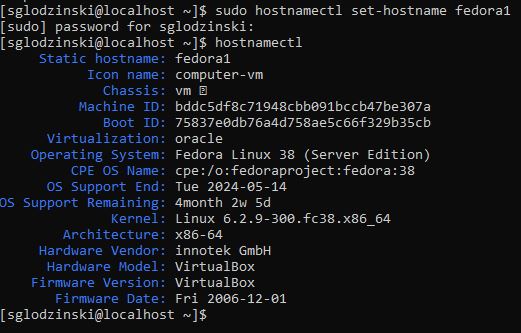 [sglodzinski@localhost ~]$ sudo hostnamectl set-hostname fedora1
[sudo] password for sglodzinski:
[sglodzinski@localhost ~]$ hostnamectl
Static hostname: fedora1
Icon name: computer-vm
Chassis: vm
Machine ID: bddc5df8c71948cbb091bccb47be307a
Boot ID: 75837e0db76a4d758ae5c66f329b35cb
Virtualization: oracle
Operating System: Fedora Linux 38 (Server Edition)
CPE OS Name: cpe:/o:fedoraproject:fedora:38
OS Support End: Tue 2024-05-14
OS Support Remaining: 4month 2w 5d
Kernel: Linux 6.2.9-300.fc38.x86_64
Architecture: x86-64
Hardware Vendor: innotek GmbH
Hardware Model: VirtualBox
Firmware Version: VirtualBox
Firmware Date: Fri 2006-12-01
[sglodzinski@localhost ~]$